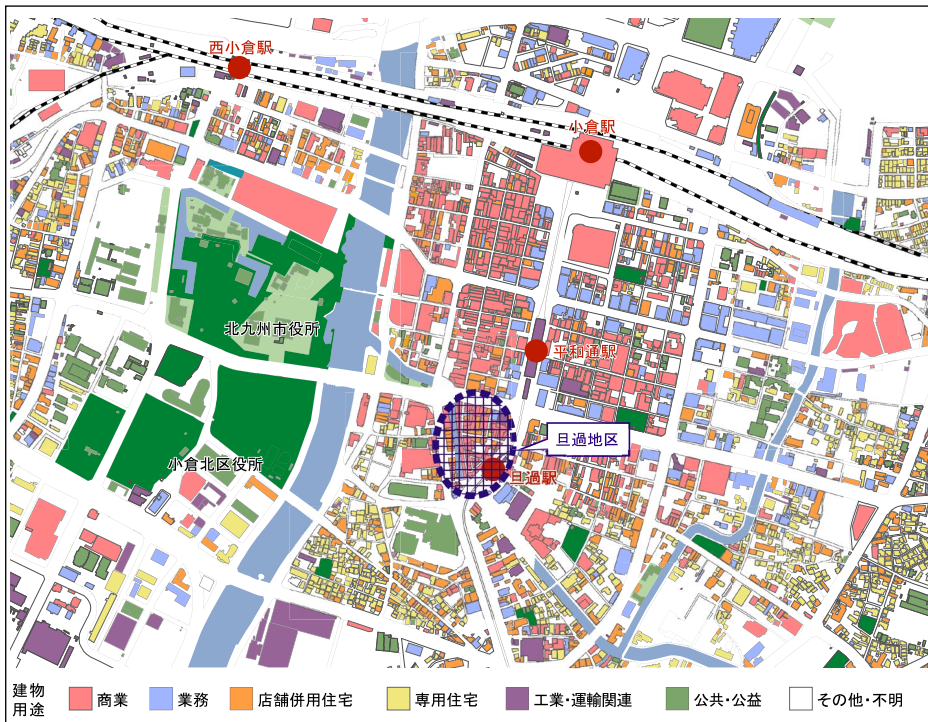 西小倉駅
小倉駅
北九州市役所
平和通駅
旦過地区
小倉北区役所
旦過駅
建物
用途
商業
業務
店舗併用住宅
専用住宅
工業・運輸関連
公共・公益
その他・不明